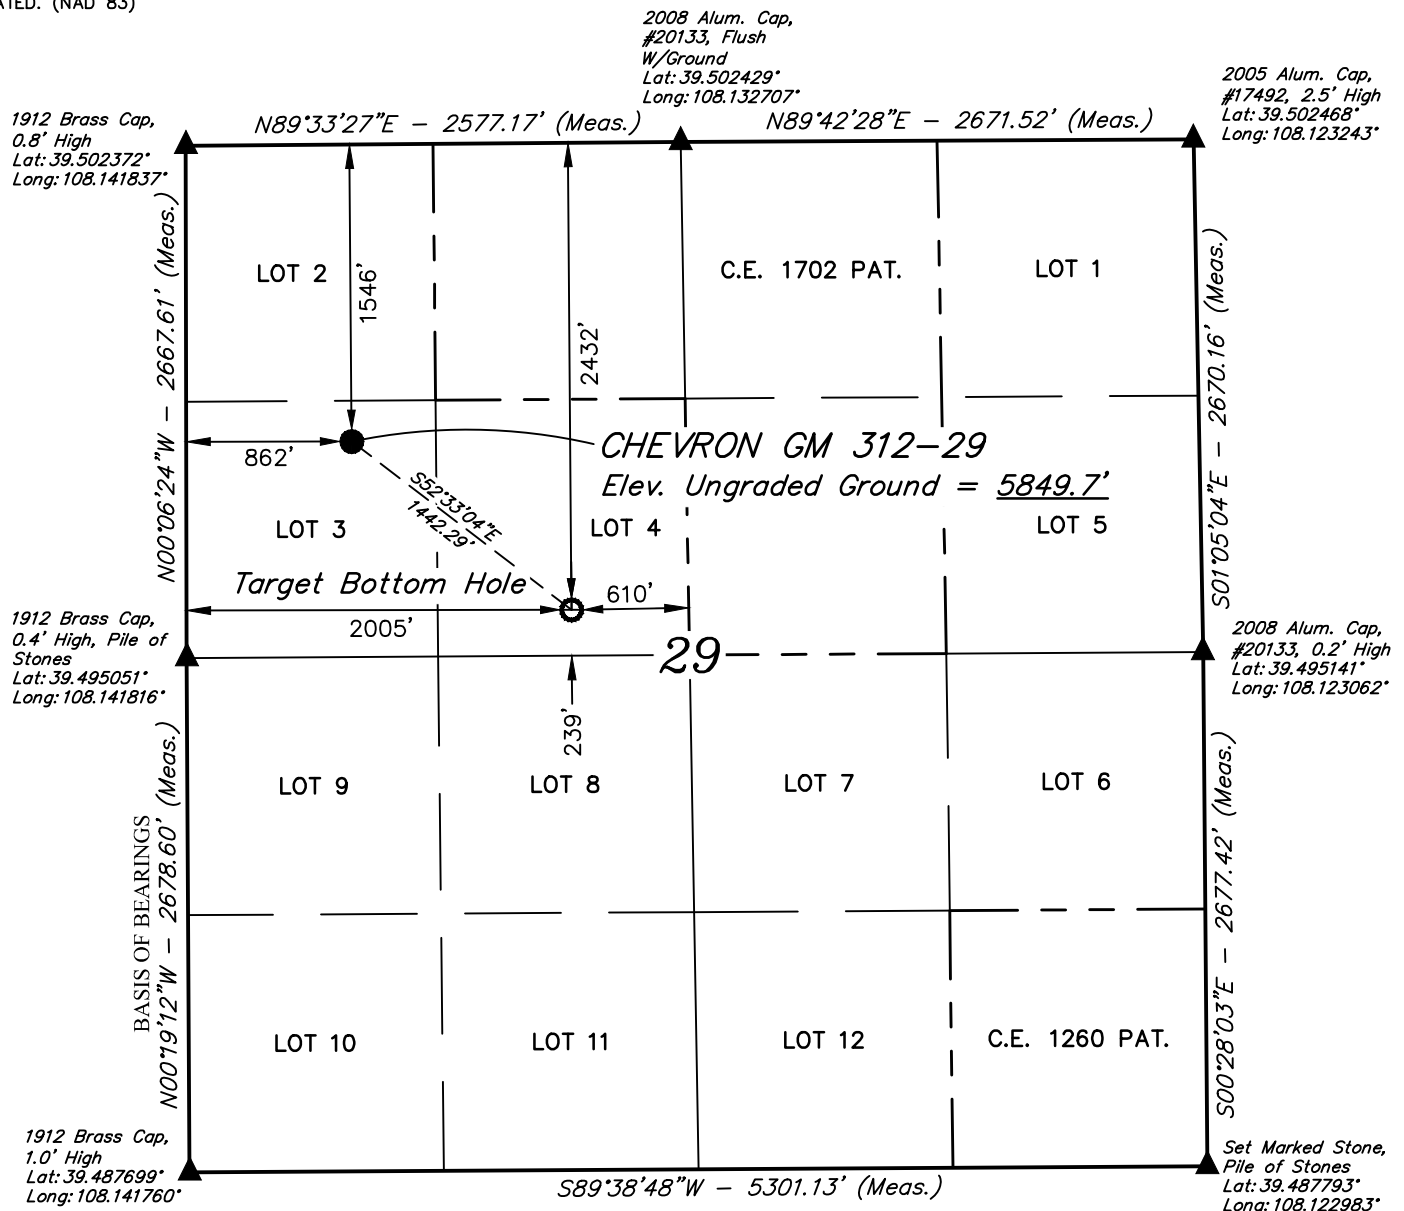 ATED. (NAD 83)
2008 Alum. Cap,
#20133, Flush
W/Ground
Lat: 39.502429°
Long: 108.132707°
2005 Alum. Cap,
#17492, 2.5' High
Lat: 39.502468°
Long: 108.123243°
1912 Brass Cap,
0.8' High
Lat: 39.502372°
Long: 108.141837°
N89°33'27"E - 2577.17' (Meas.)
N89°42'28"E - 2671.52' (Meas.)
N00°06'24"W - 2667.61' (Meas.)
LOT 2
1546'
2432'
C.E. 1702 PAT.
LOT 1
S01°05'04"E - 2670.16' (Meas.)
862'
CHEVRON GM 312-29
Elev. Ungraded Ground = 5849.7'
S52°33'04"E
1442.29'
LOT 3
LOT 4
LOT 5
Target Bottom Hole
610'
2005'
1912 Brass Cap,
0.4' High, Pile of
Stones
Lat: 39.495051°
Long: 108.141816°
29
2008 Alum. Cap,
#20133, 0.2' High
Lat: 39.495141°
Long: 108.123062°
239'
LOT 9
LOT 8
LOT 7
LOT 6
BASIS OF BEARINGS
N00°19'12"W - 2678.60' (Meas.)
S00°28'03"E - 2677.42' (Meas.)
LOT 10
LOT 11
LOT 12
C.E. 1260 PAT.
1912 Brass Cap,
1.0' High
Lat: 39.487699°
Long: 108.141760°
S89°38'48"W - 5301.13' (Meas.)
Set Marked Stone,
Pile of Stones
Lat: 39.487793°
Long: 108.122983°